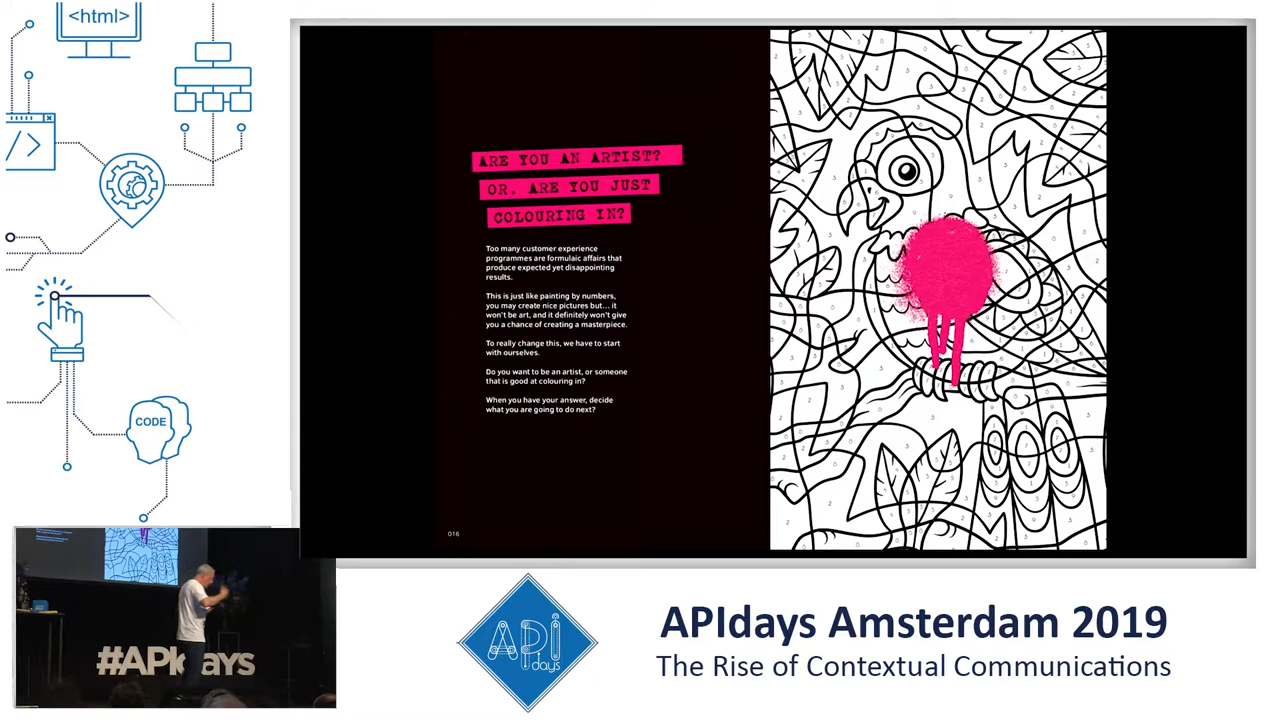 <html>
</>
CODE
ARE YOU AN ARTIST?
OR, ARE YOU JUST
COLOURING IN?
Too many customer experience
programmes are formulaic affairs that
produce expected yet disappointing
results.
This is just like painting by numbers,
you may create nice pictures but... it
won't be art, and it definitely won't give
you a chance of creating a masterpiece.
To really change this, we have to start
with ourselves.
Do you want to be an artist, or someone
that is good at colouring in?
When you have your answer, decide
what you are going to do next?
016
#APIdays
API
days
APIdays Amsterdam 2019
The Rise of Contextual Communications